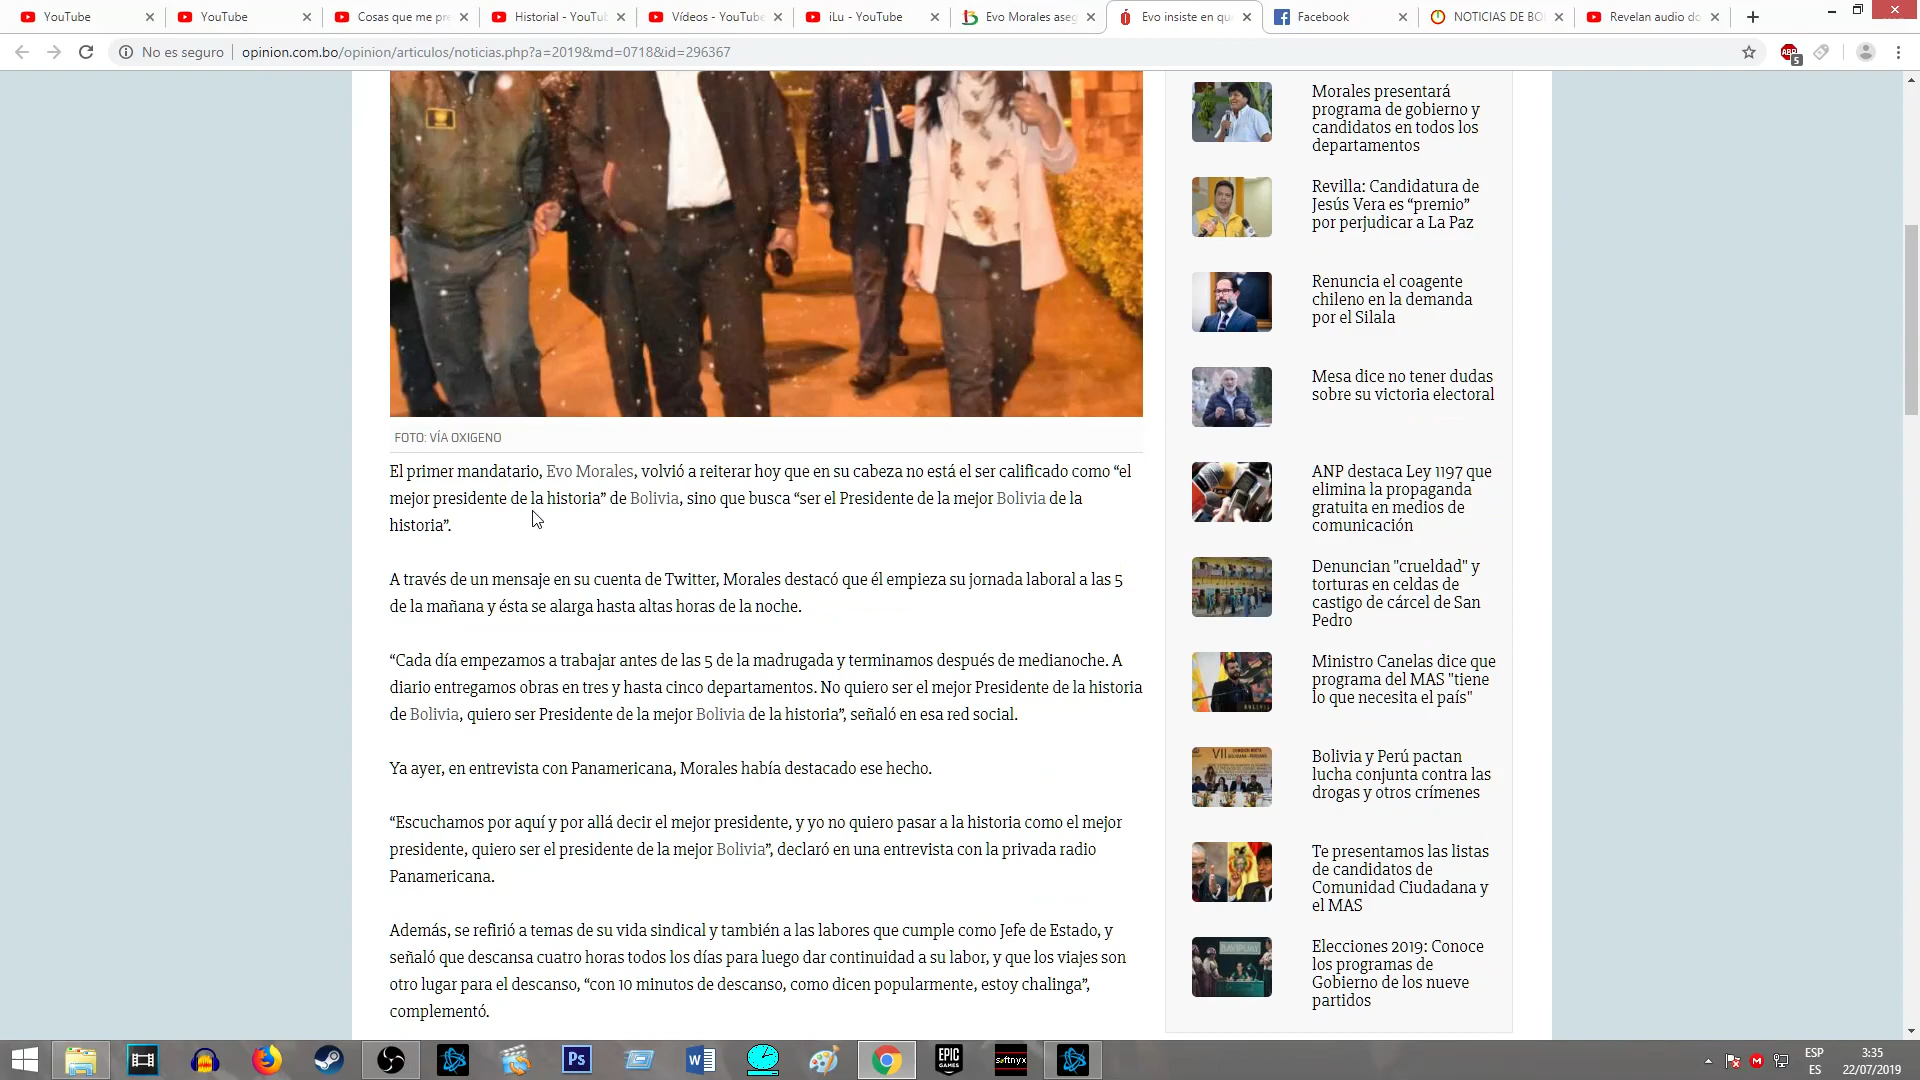 YouTube
YouTube
Cosas que me pre
Historial - YouTu
Vídeos - YouTube
iLu - YouTube
Evo Morales aseg
Evo insiste en qu
Facebook
NOTICIAS DE BO
Revelan audio do
No es seguro
opinion.com.bo/opinion/articulos/noticias.php?a=2019&md=0718&id=296367
ABP
5
FOTO: VÍA OXIGENO
El primer mandatario, Evo Morales, volvió a reiterar hoy que en su cabeza no está el ser calificado como “el
mejor presidente de la historia” de Bolivia, sino que busca “ser el Presidente de la mejor Bolivia de la
historia”.
A través de un mensaje en su cuenta de Twitter, Morales destacó que él empieza su jornada laboral a las 5
de la mañana y ésta se alarga hasta altas horas de la noche.
“Cada día empezamos a trabajar antes de las 5 de la madrugada y terminamos después de medianoche. A
diario entregamos obras en tres y hasta cinco departamentos. No quiero ser el mejor Presidente de la historia
de Bolivia, quiero ser Presidente de la mejor Bolivia de la historia”, señaló en esa red social.
Ya ayer, en entrevista con Panamericana, Morales había destacado ese hecho.
“Escuchamos por aquí y por allá decir el mejor presidente, y yo no quiero pasar a la historia como el mejor
presidente, quiero ser el presidente de la mejor Bolivia”, declaró en una entrevista con la privada radio
Panamericana.
Además, se refirió a temas de su vida sindical y también a las labores que cumple como Jefe de Estado, y
señaló que descansa cuatro horas todos los días para luego dar continuidad a su labor, y que los viajes son
otro lugar para el descanso, “con 10 minutos de descanso, como dicen popularmente, estoy chalinga”,
complementó.
Morales presentará
programa de gobierno y
candidatos en todos los
departamentos
Revilla: Candidatura de
Jesús Vera es “premio”
por perjudicar a La Paz
Renuncia el coagente
chileno en la demanda
por el Silala
Mesa dice no tener dudas
sobre su victoria electoral
ANP destaca Ley 1197 que
elimina la propaganda
gratuita en medios de
comunicación
Denuncian "crueldad" y
torturas en celdas de
castigo de cárcel de San
Pedro
Ministro Canelas dice que
programa del MAS "tiene
lo que necesita el país"
Bolivia y Perú pactan
lucha conjunta contra las
drogas y otros crímenes
Te presentamos las listas
de candidatos de
Comunidad Ciudadana y
el MAS
Elecciones 2019: Conoce
los programas de
Gobierno de los nueve
partidos
Ps
W
EPIC
GAMES
softnyx
ESP
ES
3:35
22/07/2019